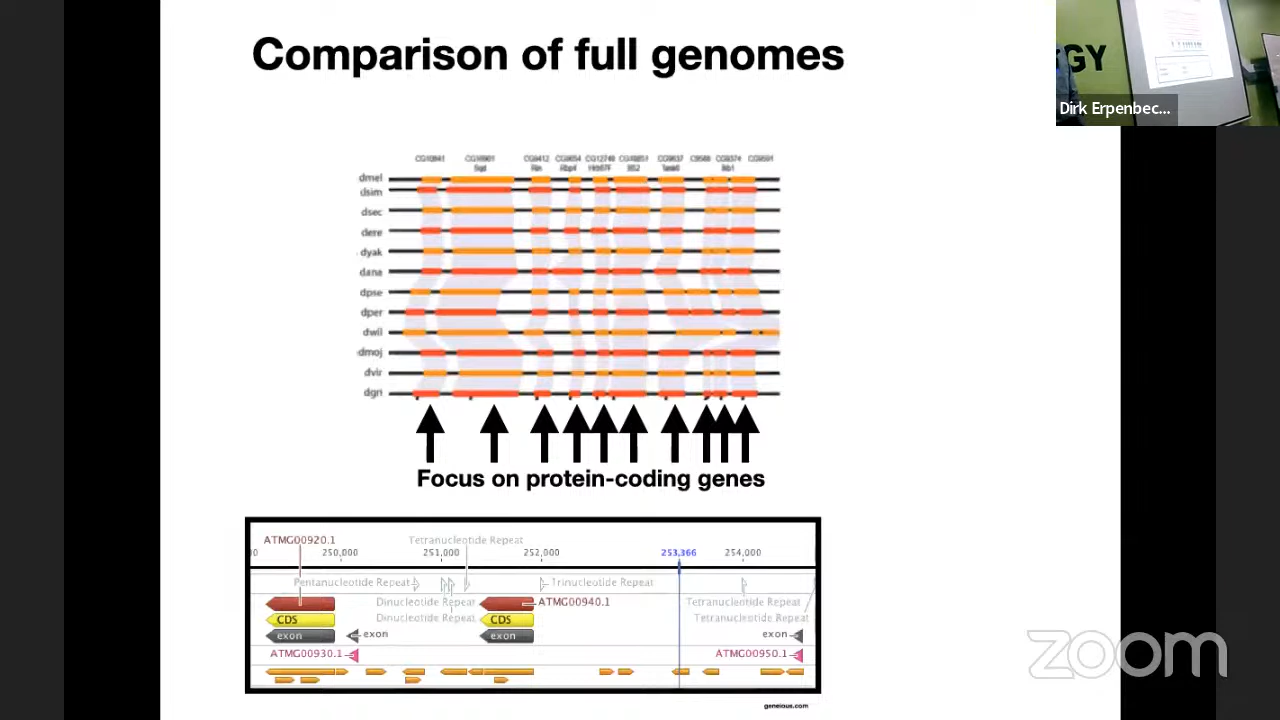 Comparison of full genomes
GY
Dirk Erpenbec...
dmel
dsim
dsec
dere
dyak
dana
dpse
dper
dwil
dmoj
dvir
dgri
Focus on protein-coding genes
ATMG00920.1
Tetranucleotide Repeat
250,000 251,000 252,000 253,366 254,000
Pentanucleotide Repeat Trinucleotide Repeat
Dinucleotide Repeat ATMG00940.1 Tetranucleotide Repeat
CDS Dinucleotide Repeat CDS Tetranucleotide Repeat
exon exon exon exon
ATMG00930.1 ATMG00950.1
zoom
geneious.com